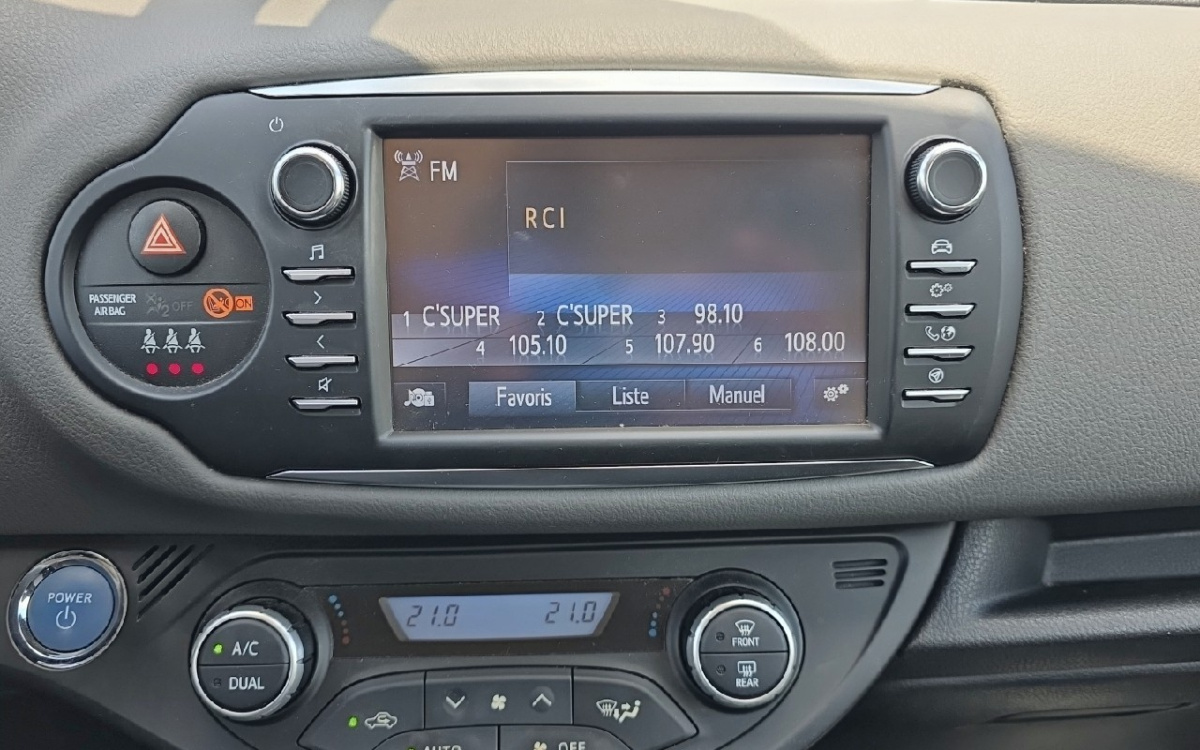 FM
RCI
1 C'SUPER 2 C'SUPER 3 98.10
4 105.10 5 107.90 6 108.00
Favoris Liste Manuel
PASSENGER
AIR BAG
2 OFF
ON
POWER
21.0 21.0
A/C
DUAL
FRONT
REAR
AUTO
OFF